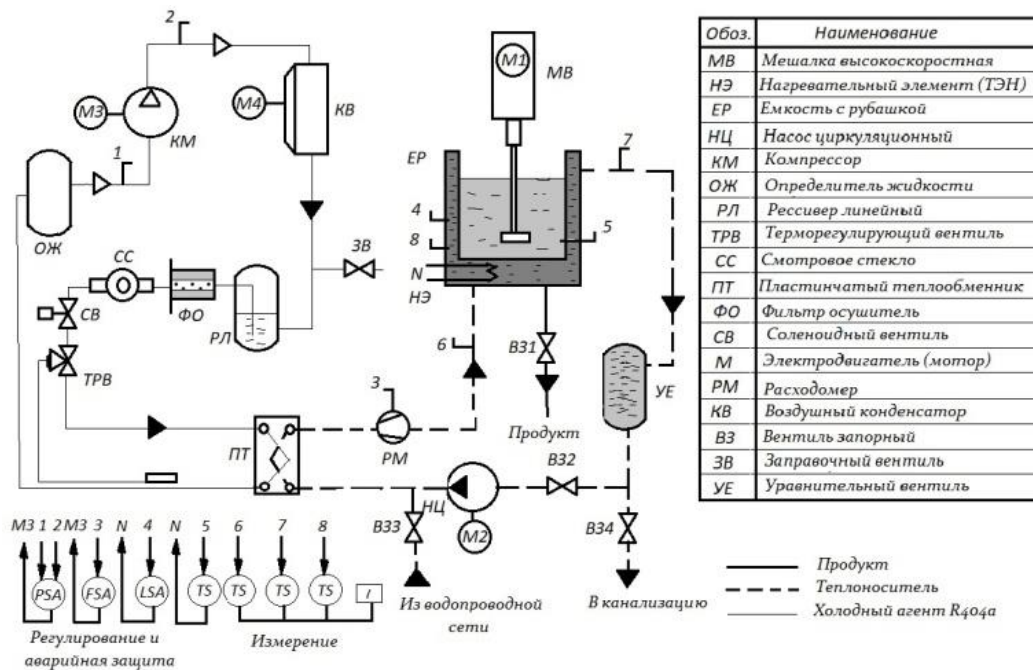 2
M1
МВ
M3
КМ
M4
КВ
1
ОЖ
ЕР
7
4
8
5
N
НЭ
ЗВ
СС
СВ
ФО
РЛ
ТРВ
6
ВЗ1
Продукт
УЕ
3
РМ
ПТ
НЦ
M2
ВЗ2
ВЗ3
ВЗ4
Из водопроводной
сети
В канализацию
M3 1 2 M3 3 N 4 N 5 6 7 8
PSA FSA LSA TS TS TS TS I
Регулирование и
аварийная защита
Измерение
Обоз. Наименование
МВ Мешалка высокоскоростная
НЭ Нагревательный элемент (ТЭН)
ЕР Емкость с рубашкой
НЦ Насос циркуляционный
КМ Компрессор
ОЖ Определитель жидкости
РЛ Рессивер линейный
ТРВ Терморегулирующий вентиль
СС Смотровое стекло
ПТ Пластинчатый теплообменник
ФО Фильтр осушитель
СВ Соленоидный вентиль
М Электродвигатель (мотор)
РМ Расходомер
КВ Воздушный конденсатор
ВЗ Вентиль запорный
ЗВ Заправочный вентиль
УЕ Уравнительный вентиль
Продукт
Теплоноситель
Холодный агент R404a